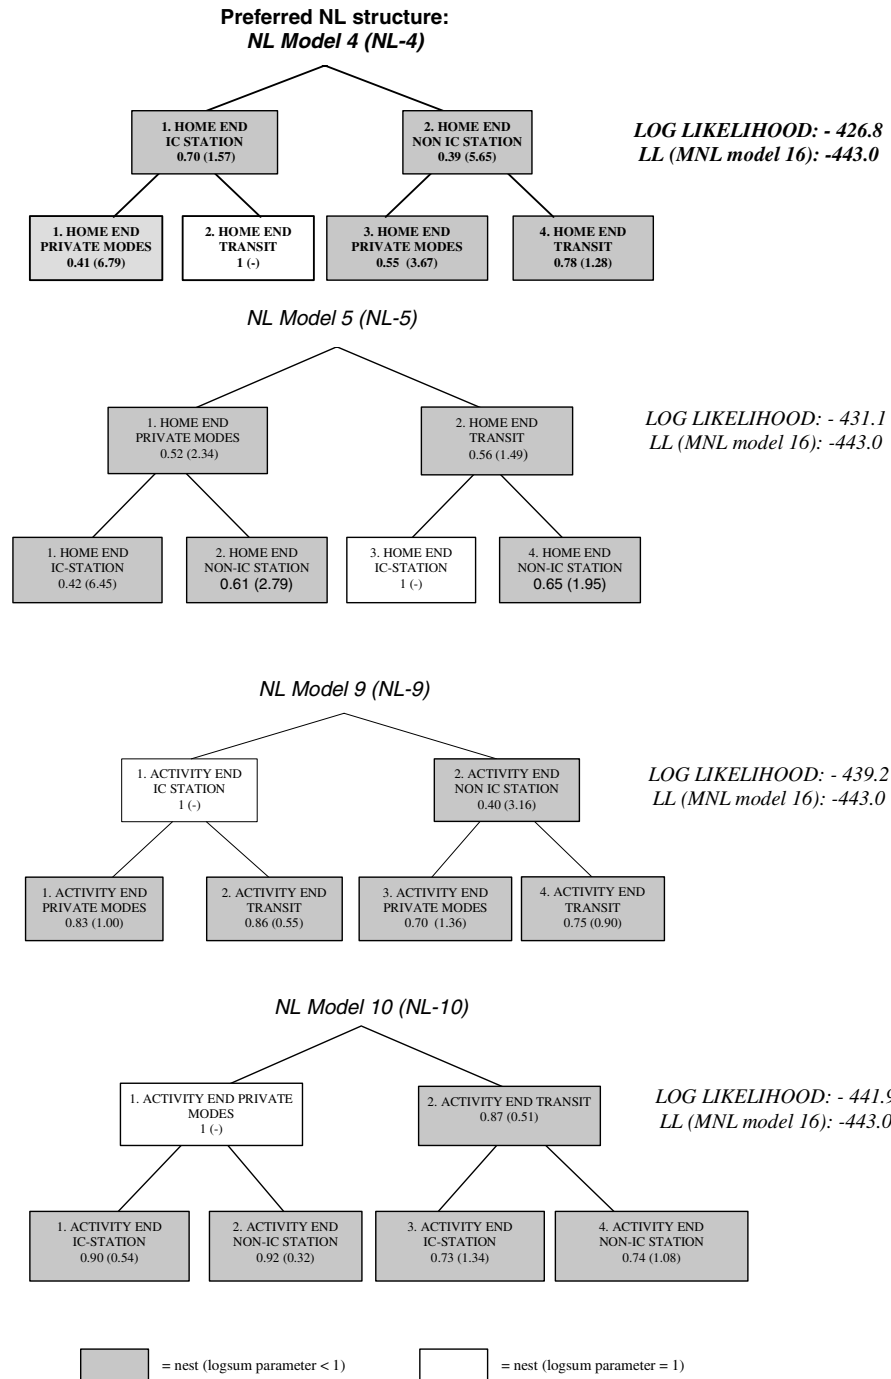 Preferred NL structure:
NL Model 4 (NL-4)
1. HOME END
IC STATION
0.70 (1.57)
2. HOME END
NON IC STATION
0.39 (5.65)
LOG LIKELIHOOD: - 426.8
LL (MNL model 16): -443.0
1. HOME END
PRIVATE MODES
0.41 (6.79)
2. HOME END
TRANSIT
1 (-)
3. HOME END
PRIVATE MODES
0.55 (3.67)
4. HOME END
TRANSIT
0.78 (1.28)
NL Model 5 (NL-5)
1. HOME END
PRIVATE MODES
0.52 (2.34)
2. HOME END
TRANSIT
0.56 (1.49)
LOG LIKELIHOOD: - 431.1
LL (MNL model 16): -443.0
1. HOME END
IC-STATION
0.42 (6.45)
2. HOME END
NON-IC STATION
0.61 (2.79)
3. HOME END
IC-STATION
1 (-)
4. HOME END
NON-IC STATION
0.65 (1.95)
NL Model 9 (NL-9)
1. ACTIVITY END
IC STATION
1 (-)
2. ACTIVITY END
NON IC STATION
0.40 (3.16)
LOG LIKELIHOOD: - 439.2
LL (MNL model 16): -443.0
1. ACTIVITY END
PRIVATE MODES
0.83 (1.00)
2. ACTIVITY END
TRANSIT
0.86 (0.55)
3. ACTIVITY END
PRIVATE MODES
0.70 (1.36)
4. ACTIVITY END
TRANSIT
0.75 (0.90)
NL Model 10 (NL-10)
1. ACTIVITY END PRIVATE
MODES
1 (-)
2. ACTIVITY END TRANSIT
0.87 (0.51)
LOG LIKELIHOOD: - 441.9
LL (MNL model 16): -443.0
1. ACTIVITY END
IC-STATION
0.90 (0.54)
2. ACTIVITY END
NON-IC STATION
0.92 (0.32)
3. ACTIVITY END
IC-STATION
0.73 (1.34)
4. ACTIVITY END
NON-IC STATION
0.74 (1.08)
= nest (logsum parameter < 1)
= nest (logsum parameter = 1)